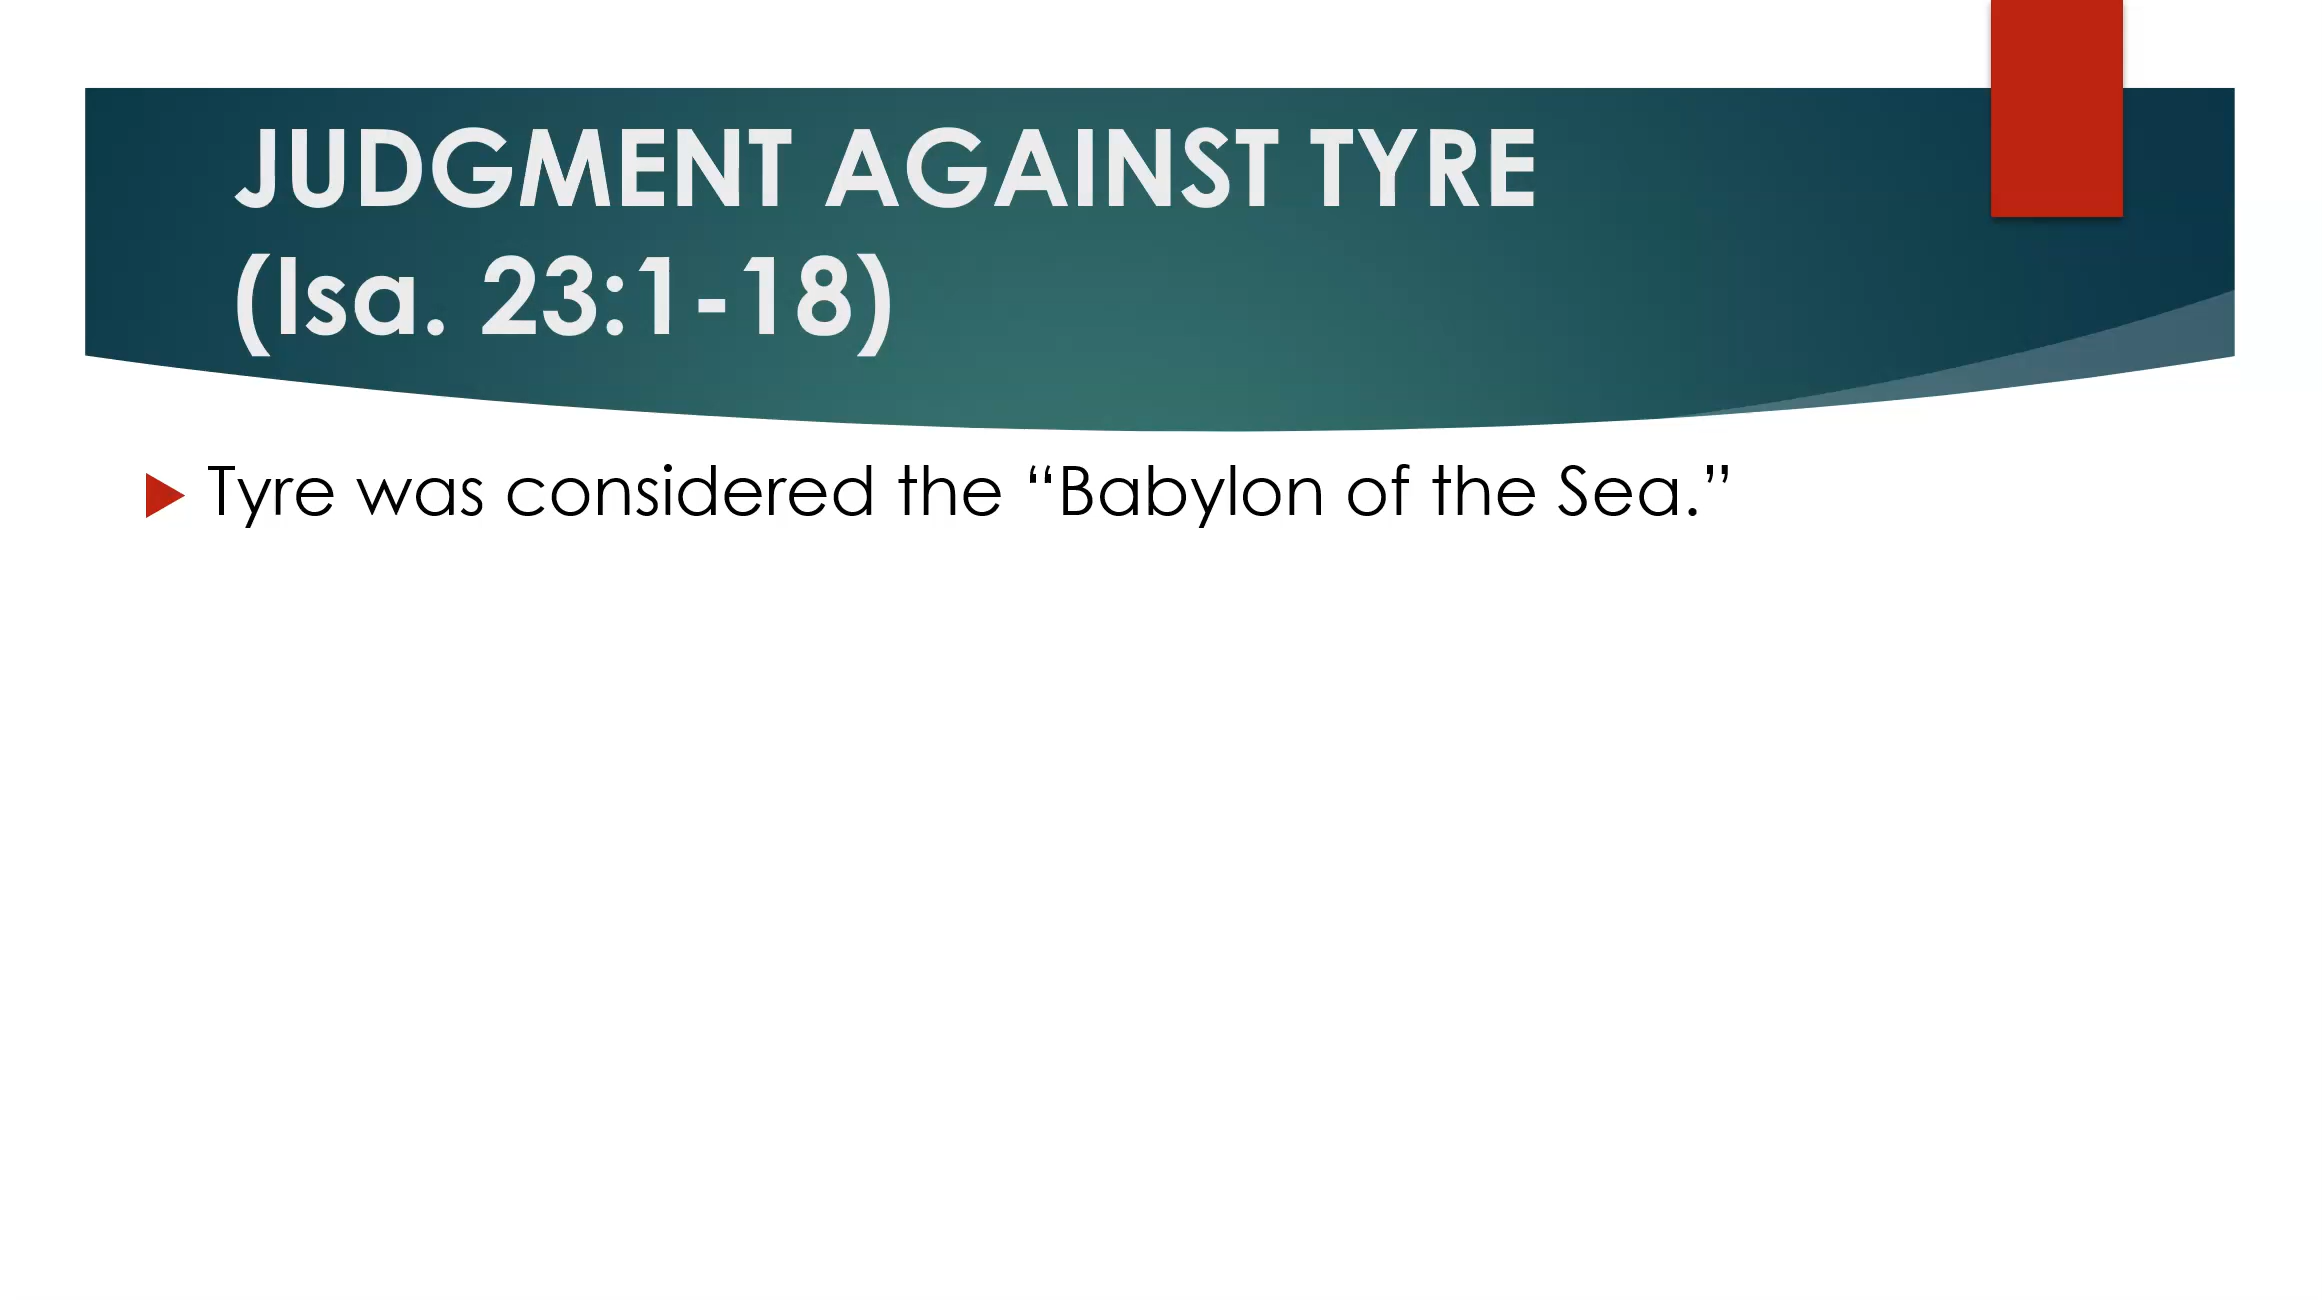 JUDGMENT AGAINST TYRE
(Isa. 23:1-18)
Tyre was considered the “Babylon of the Sea.”